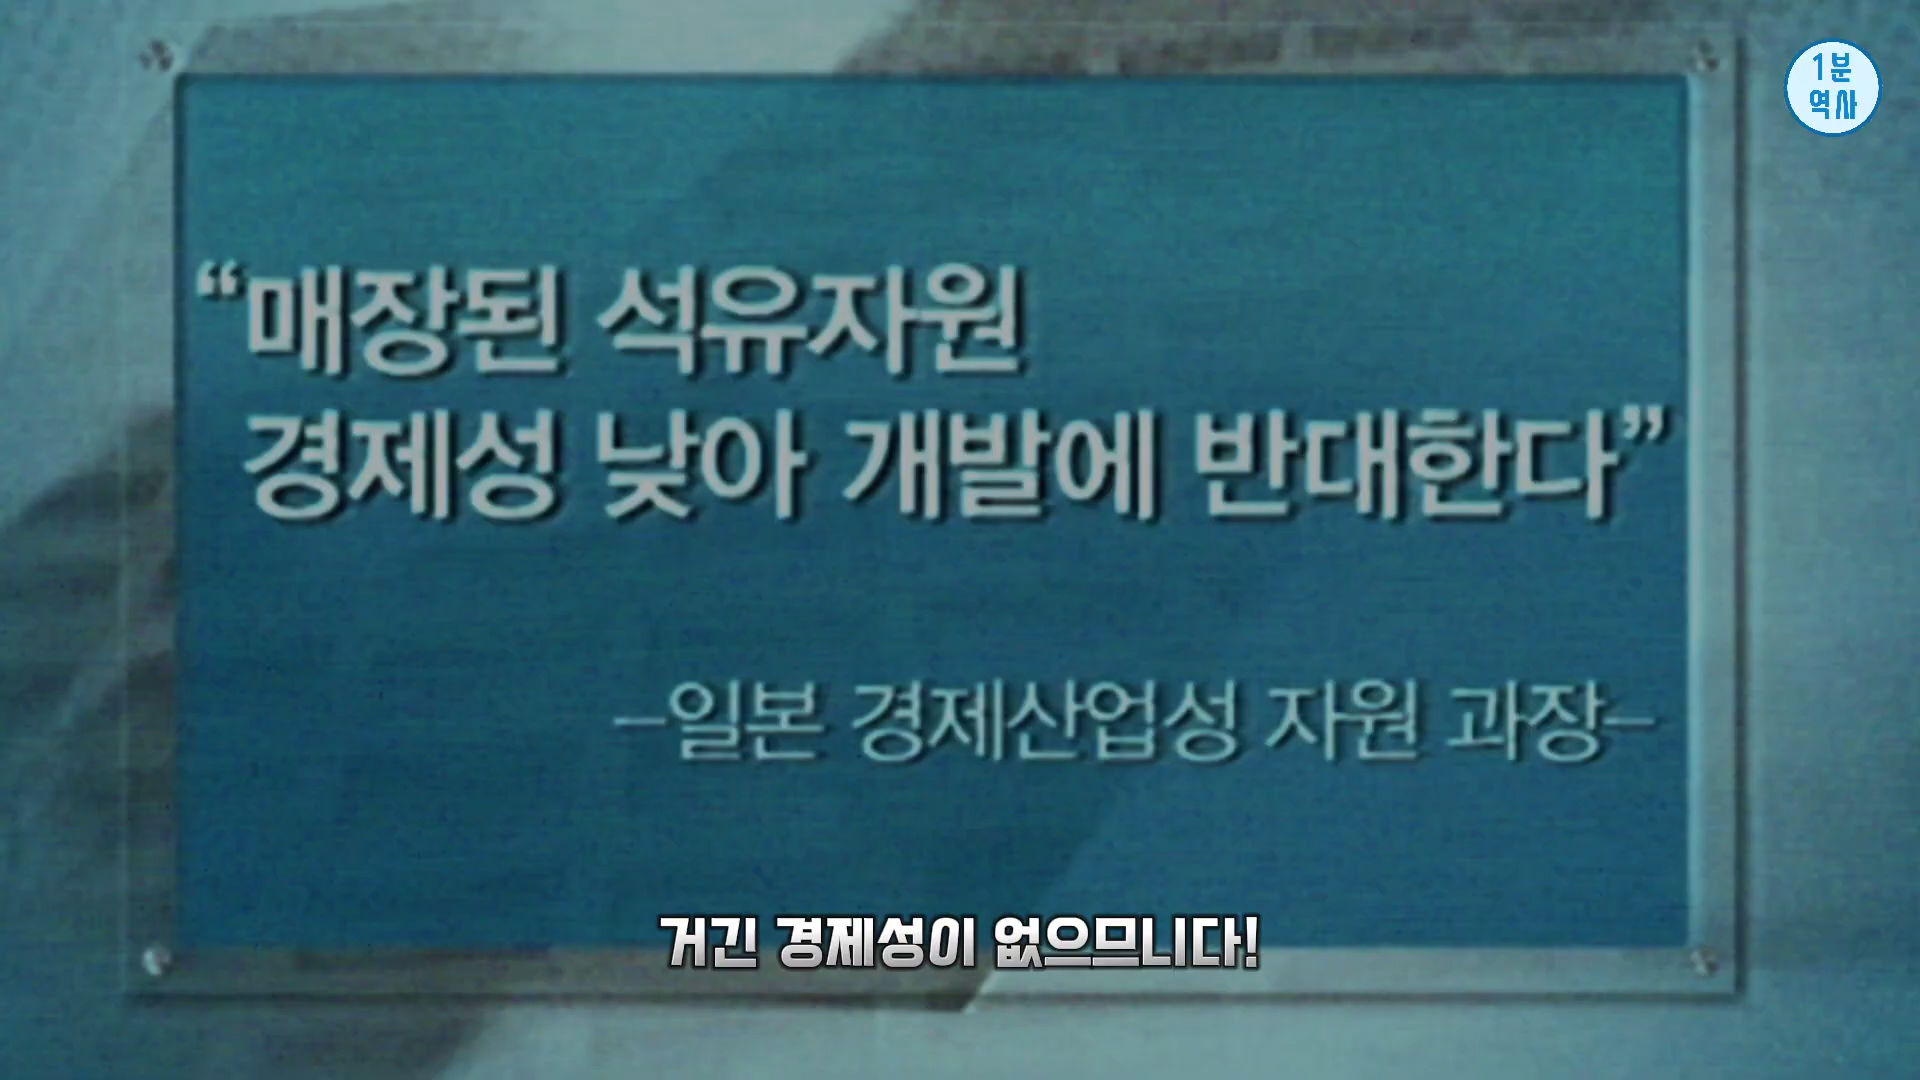 1분
역사
“매장된 석유자원
경제성 낮아 개발에 반대한다”
-일본 경제산업성 자원 과장-
거긴 경제성이 없으므니다!